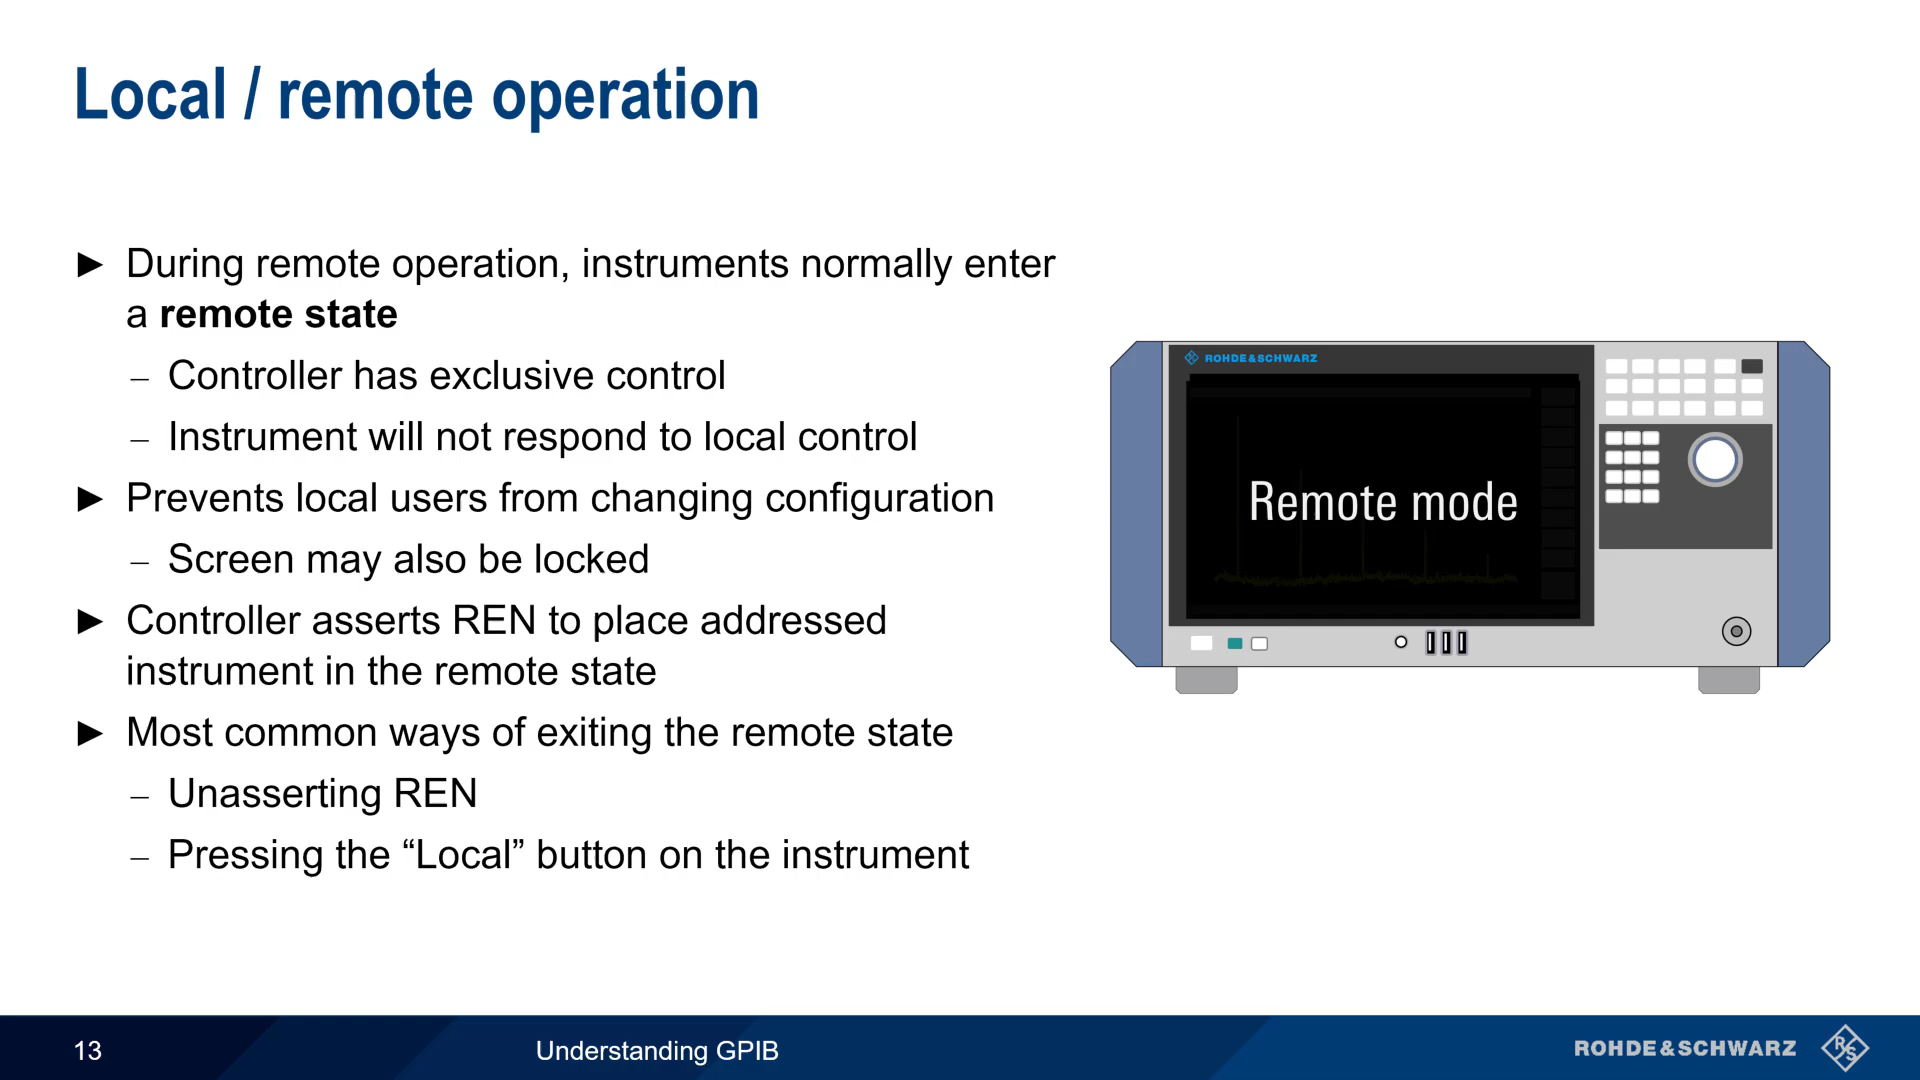 Local / remote operation
► During remote operation, instruments normally enter
a remote state
– Controller has exclusive control
– Instrument will not respond to local control
► Prevents local users from changing configuration
– Screen may also be locked
► Controller asserts REN to place addressed
instrument in the remote state
► Most common ways of exiting the remote state
– Unasserting REN
– Pressing the “Local” button on the instrument
ROHDE&SCHWARZ
Remote mode
13
Understanding GPIB
ROHDE&SCHWARZ
R&S